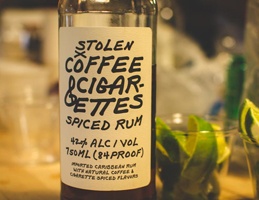 STOLEN
COFFEE
& CIGAR-
ETTES
SPICED RUM
42% ALC / VOL
750ML (84 PROOF)
IMPORTED CARIBBEAN RUM
WITH NATURAL COFFEE &
CIGARETTE SPICED FLAVORS